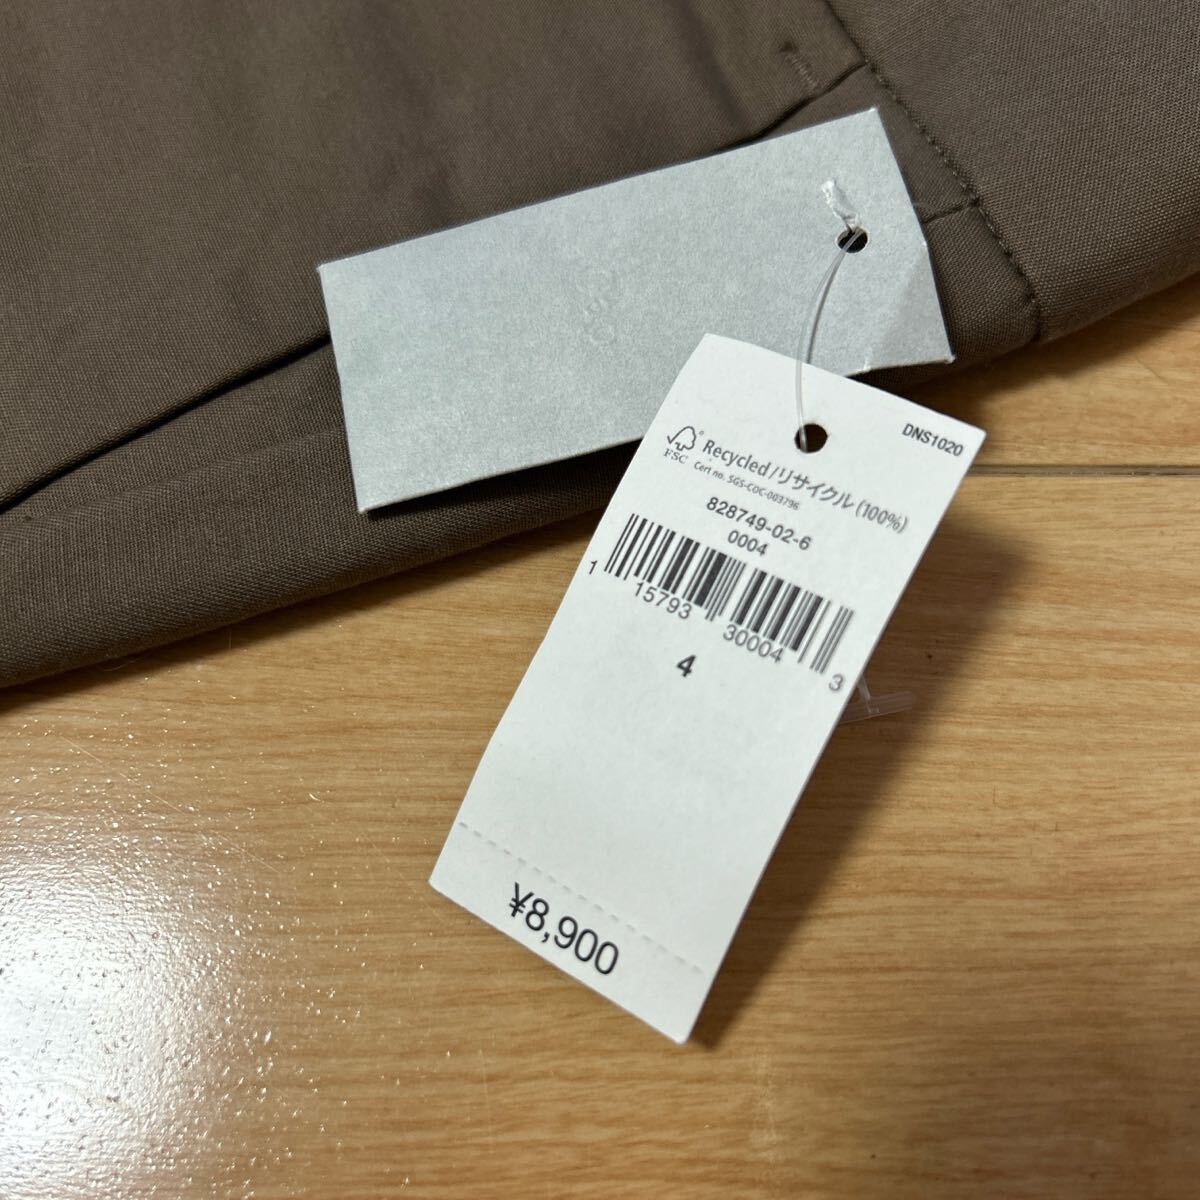 gap
DNS1020
FSC
Recycled/リサイクル (100%)
Cert no. SGS-COC-003796
828749-02-6
0004
1 15793 30004 3
4
¥8,900